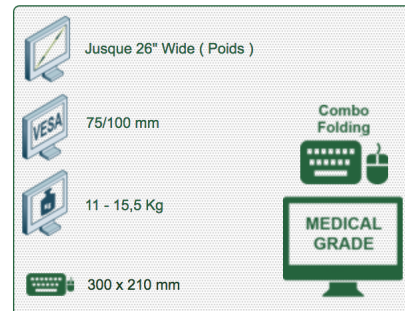 Jusque 26" Wide ( Poids )
VESA
75/100 mm
Combo
Folding
KG
11 - 15,5 Kg
MEDICAL
GRADE
300 x 210 mm